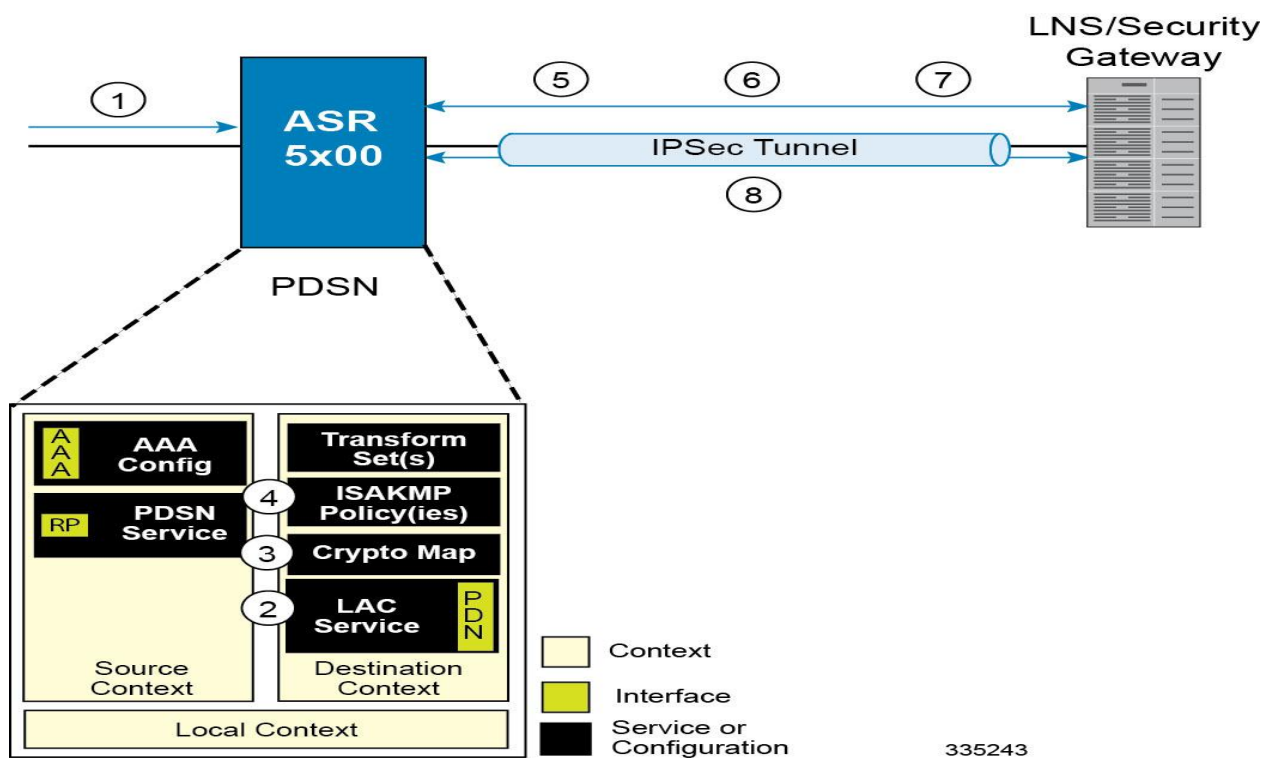 LNS/Security
Gateway
1
ASR
5x00
5
6
7
IPSec Tunnel
8
PDSN
AAA
AAA
Config
RP
PDSN
Service
Source
Context
4
3
2
Transform
Set(s)
ISAKMP
Policy(ies)
Crypto Map
LAC
Service
PDN
Destination
Context
Local Context
Context
Interface
Service or
Configuration
335243